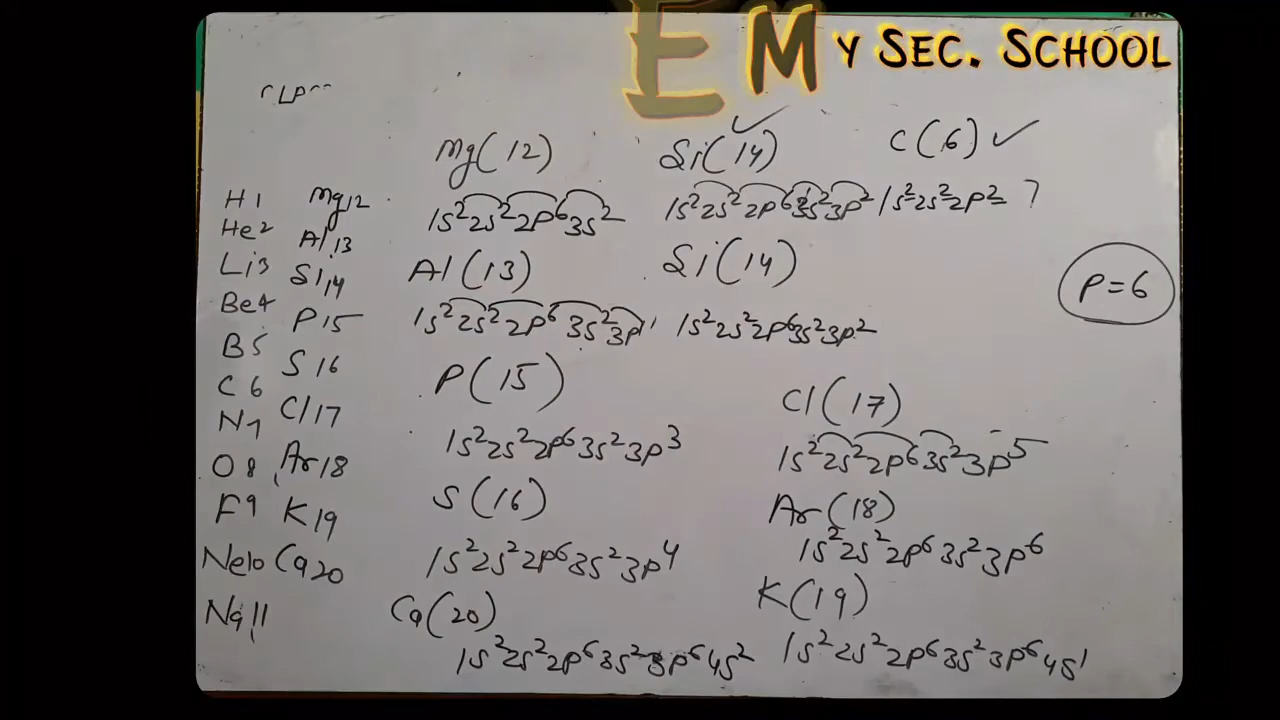 E MY SEC. SCHOOL
Mg(12) Si(14) ✓ C(6) ✓
1s²2s²2p⁶3s² 1s²2s²2p⁶3s²3p² 1s²2s²2p²
Al(13) Si(14)
1s²2s²2p⁶3s²3p¹ 1s²2s²2p⁶3s²3p²
P=6
P(15) Cl(17)
1s²2s²2p⁶3s²3p³ 1s²2s²2p⁶3s²3p⁵
S(16) Ar(18)
1s²2s²2p⁶3s²3p⁴ 1s²2s²2p⁶3s²3p⁶
Ca(20) K(19)
1s²2s²2p⁶3s²3p⁶4s² 1s²2s²2p⁶3s²3p⁶4s¹
H1 Mg12
He2 Al13
Li3 Si14
Be4 P15
B5 S16
C6 Cl17
N7 Ar18
O8 K19
F9 Ca20
Ne10
Na11